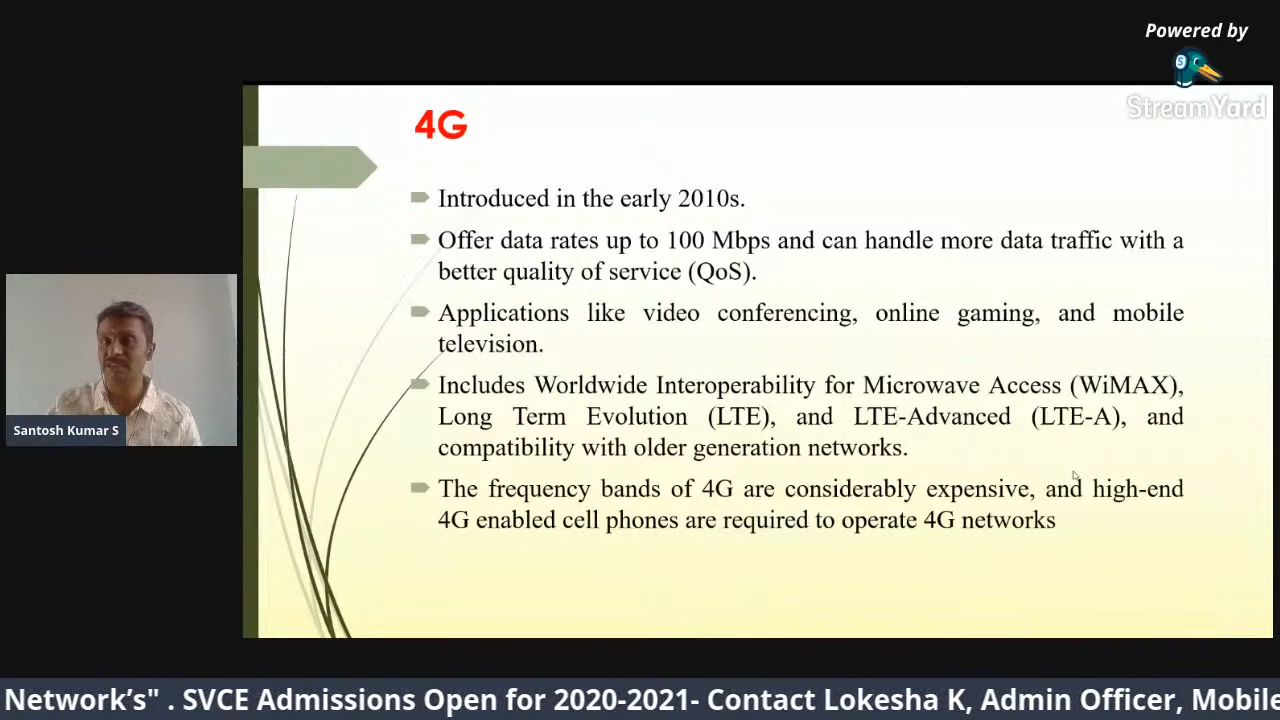 Powered by
StreamYard
4G
Introduced in the early 2010s.
Offer data rates up to 100 Mbps and can handle more data traffic with a
better quality of service (QoS).
Applications like video conferencing, online gaming, and mobile
television.
Includes Worldwide Interoperability for Microwave Access (WiMAX),
Long Term Evolution (LTE), and LTE-Advanced (LTE-A), and
compatibility with older generation networks.
The frequency bands of 4G are considerably expensive, and high-end
4G enabled cell phones are required to operate 4G networks
Santosh Kumar S
Network’s" . SVCE Admissions Open for 2020-2021- Contact Lokesha K, Admin Officer, Mobile